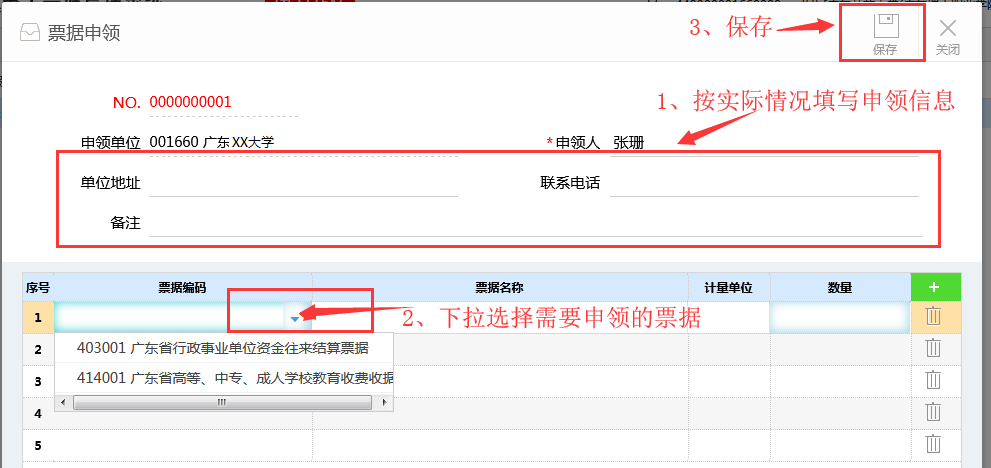 票据申领
3、保存
保存
关闭
NO. 0000000001
1、按实际情况填写申领信息
申领单位 001660 广东 XX大学
*申领人 张珊
单位地址
联系电话
备注
序号 票据编码 票据名称 计量单位 数量 +
1
2、下拉选择需要申领的票据
2
403001 广东省行政事业单位资金往来结算票据
3
414001 广东省高等、中专、成人学校教育收费收据
4
5